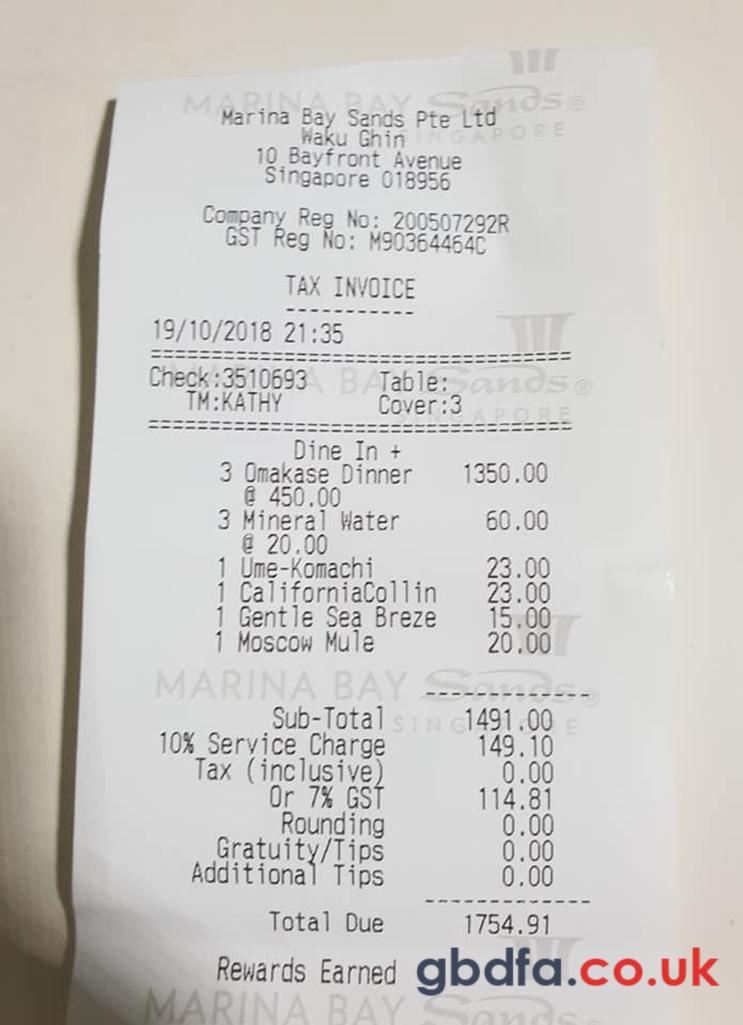 MARINA BAY Sands®
SINGAPORE
Marina Bay Sands Pte Ltd
Waku Ghin
10 Bayfront Avenue
Singapore 018956
Company Reg No: 200507292R
GST Reg No: M90364464C
TAX INVOICE
-----------
19/10/2018 21:35
====================================
Check:3510693 Table:
TM:KATHY Cover:3
MARINA BAY Sands®
SINGAPORE
====================================
Dine In +
3 Omakase Dinner 1350.00
@ 450.00
3 Mineral Water 60.00
@ 20.00
1 Ume-Komachi 23.00
1 CaliforniaCollin 23.00
1 Gentle Sea Breze 15.00
1 Moscow Mule 20.00
MARINA BAY Sands®
SINGAPORE
--------------
Sub-Total 1491.00
10% Service Charge 149.10
Tax (inclusive) 0.00
Or 7% GST 114.81
Rounding 0.00
Gratuity/Tips 0.00
Additional Tips 0.00
--------------
Total Due 1754.91
Rewards Earned
gbdfa.co.uk
MARINA BAY Sands